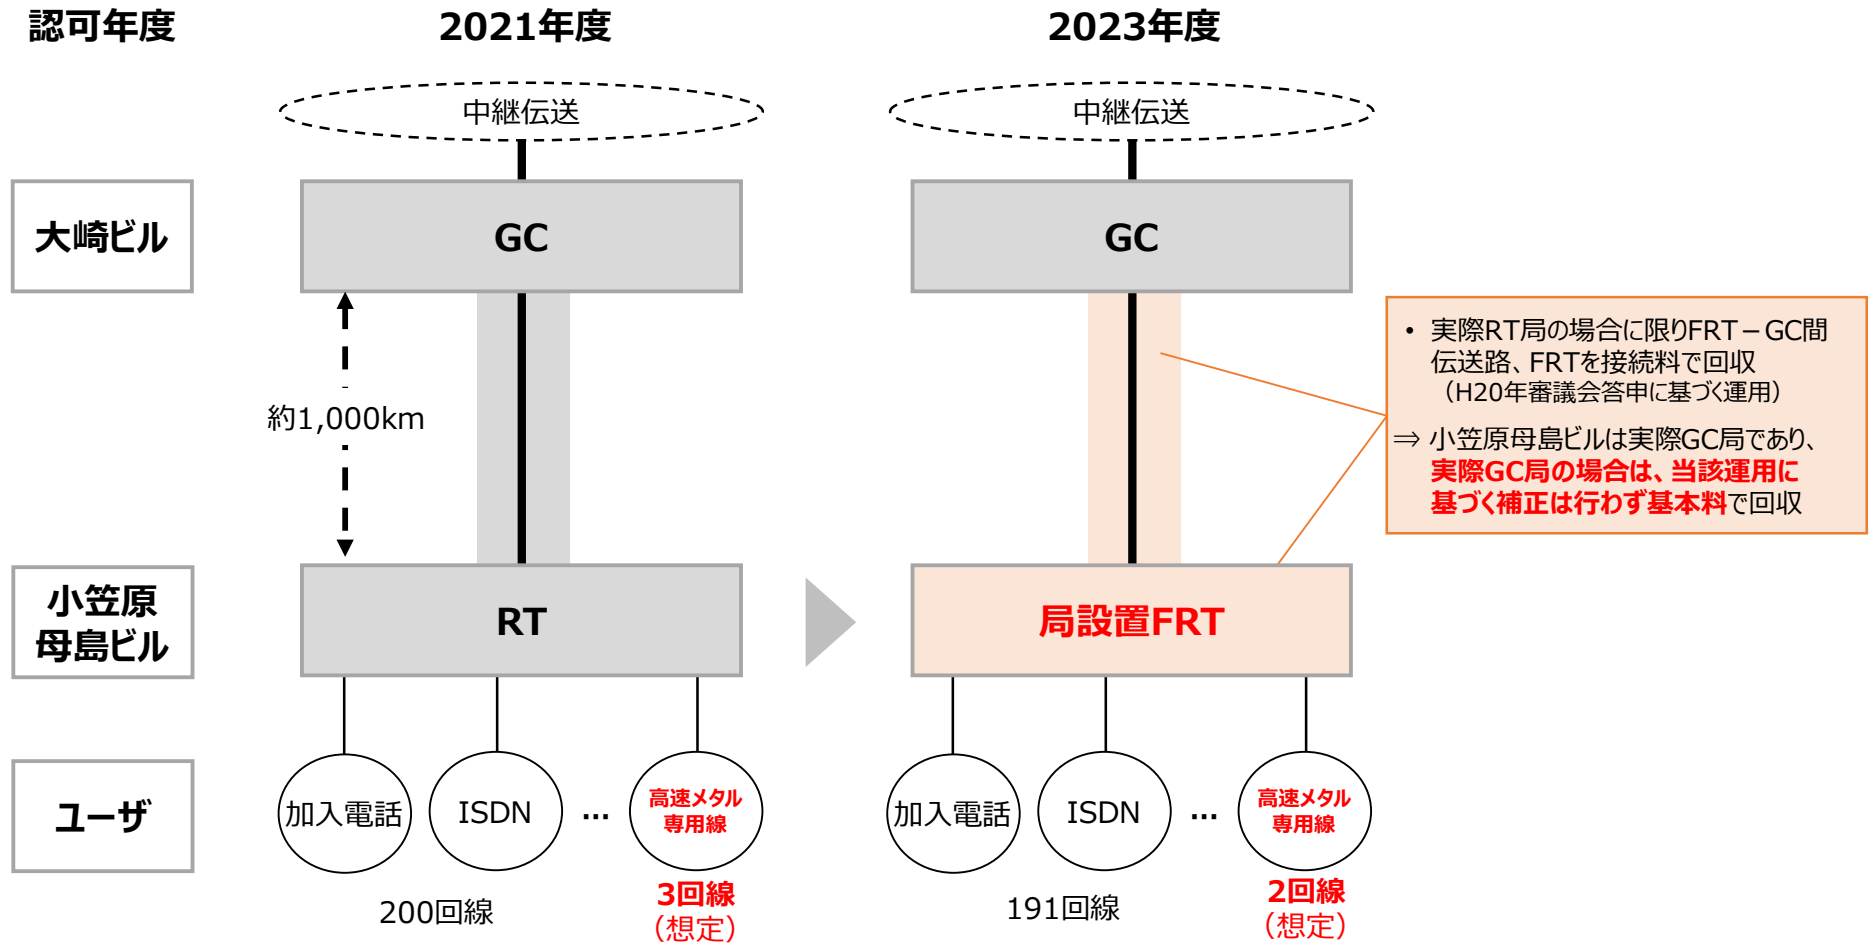 認可年度
2021年度
2023年度
中継伝送
中継伝送
大崎ビル
GC
GC
約1,000km
・ 実際RT局の場合に限りFRT－GC間
伝送路、FRTを接続料で回収
（H20年審議会答申に基づく運用）
⇒ 小笠原母島ビルは実際GC局であり、
実際GC局の場合は、当該運用に
基づく補正は行わず基本料で回収
小笠原
母島ビル
RT
局設置FRT
ユーザ
加入電話
ISDN
…
高速メタル
専用線
加入電話
ISDN
…
高速メタル
専用線
200回線
3回線
（想定）
191回線
2回線
（想定）